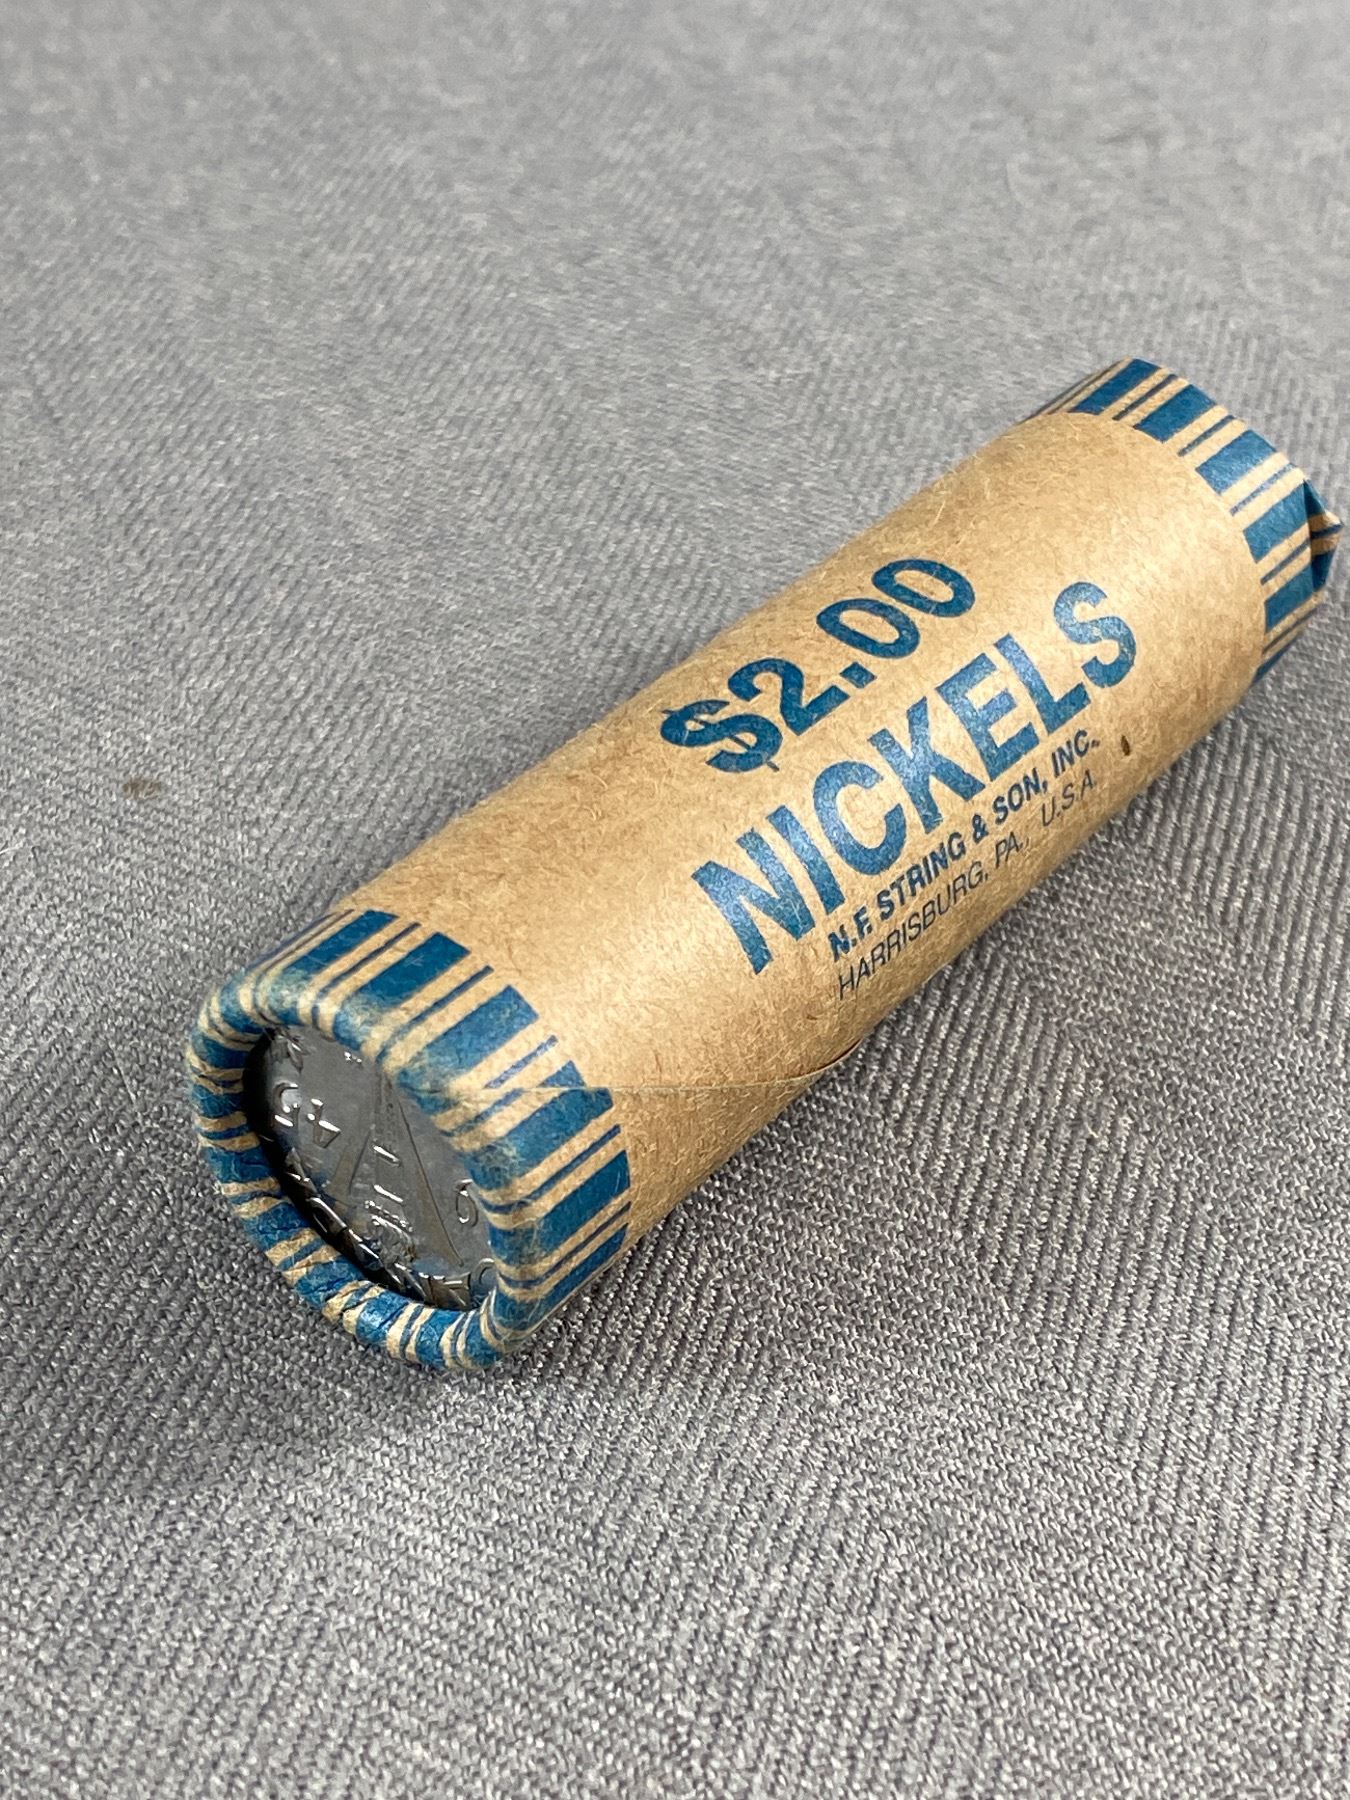 $2.00
NICKELS
N.F. STRING & SON, INC.
HARRISBURG, PA., U.S.A.